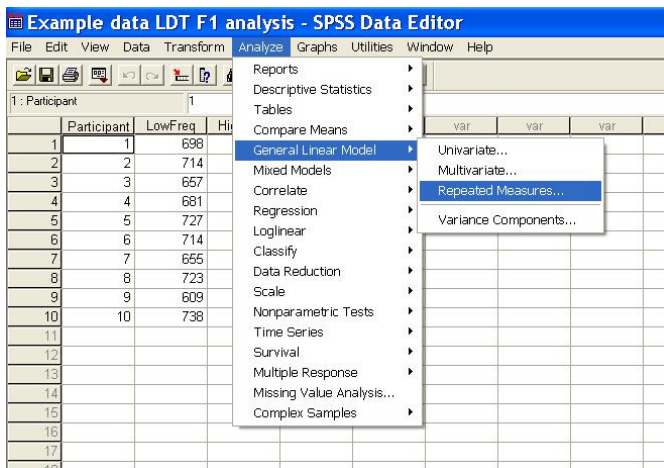 Example data LDT F1 analysis - SPSS Data Editor
File Edit View Data Transform Analyze Graphs Utilities Window Help
1 : Participant 1
Participant LowFreq var var var
1 1 698
2 2 714
3 3 657
4 4 681
5 5 727
6 6 714
7 7 655
8 8 723
9 9 609
10 10 738
11
12
13
14
15
16
17
Reports
Descriptive Statistics
Tables
Compare Means
General Linear Model
Mixed Models
Correlate
Regression
Loglinear
Classify
Data Reduction
Scale
Nonparametric Tests
Time Series
Survival
Multiple Response
Missing Value Analysis...
Complex Samples
Univariate...
Multivariate...
Repeated Measures...
Variance Components...